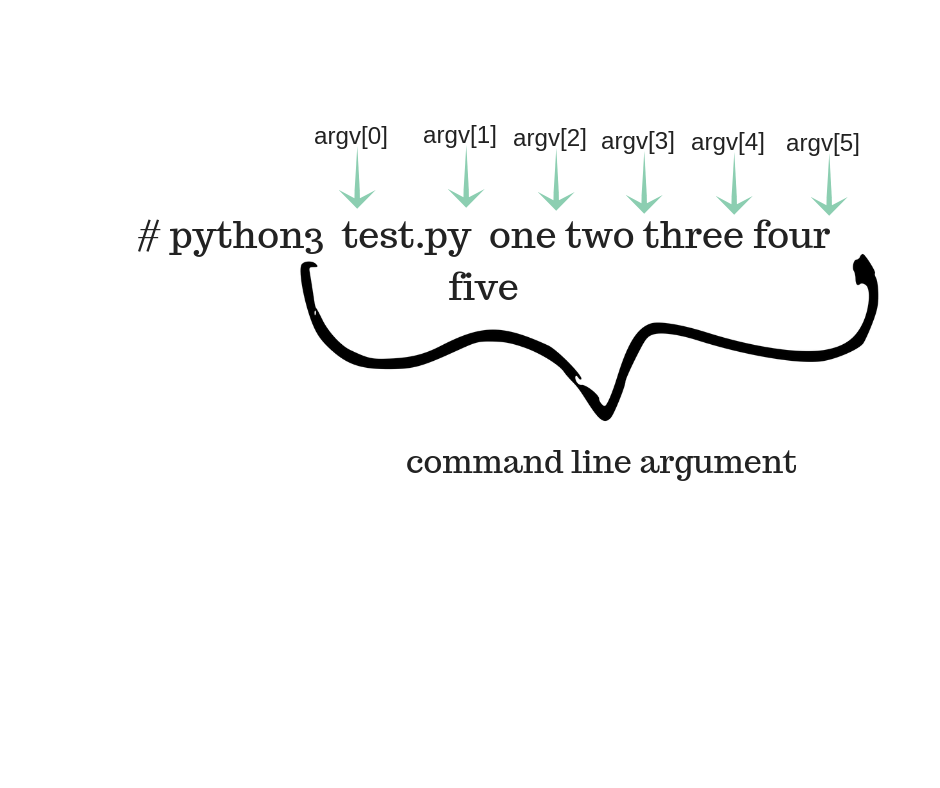 argv[0] argv[1] argv[2] argv[3] argv[4] argv[5]
# python3 test.py one two three four
five
command line argument